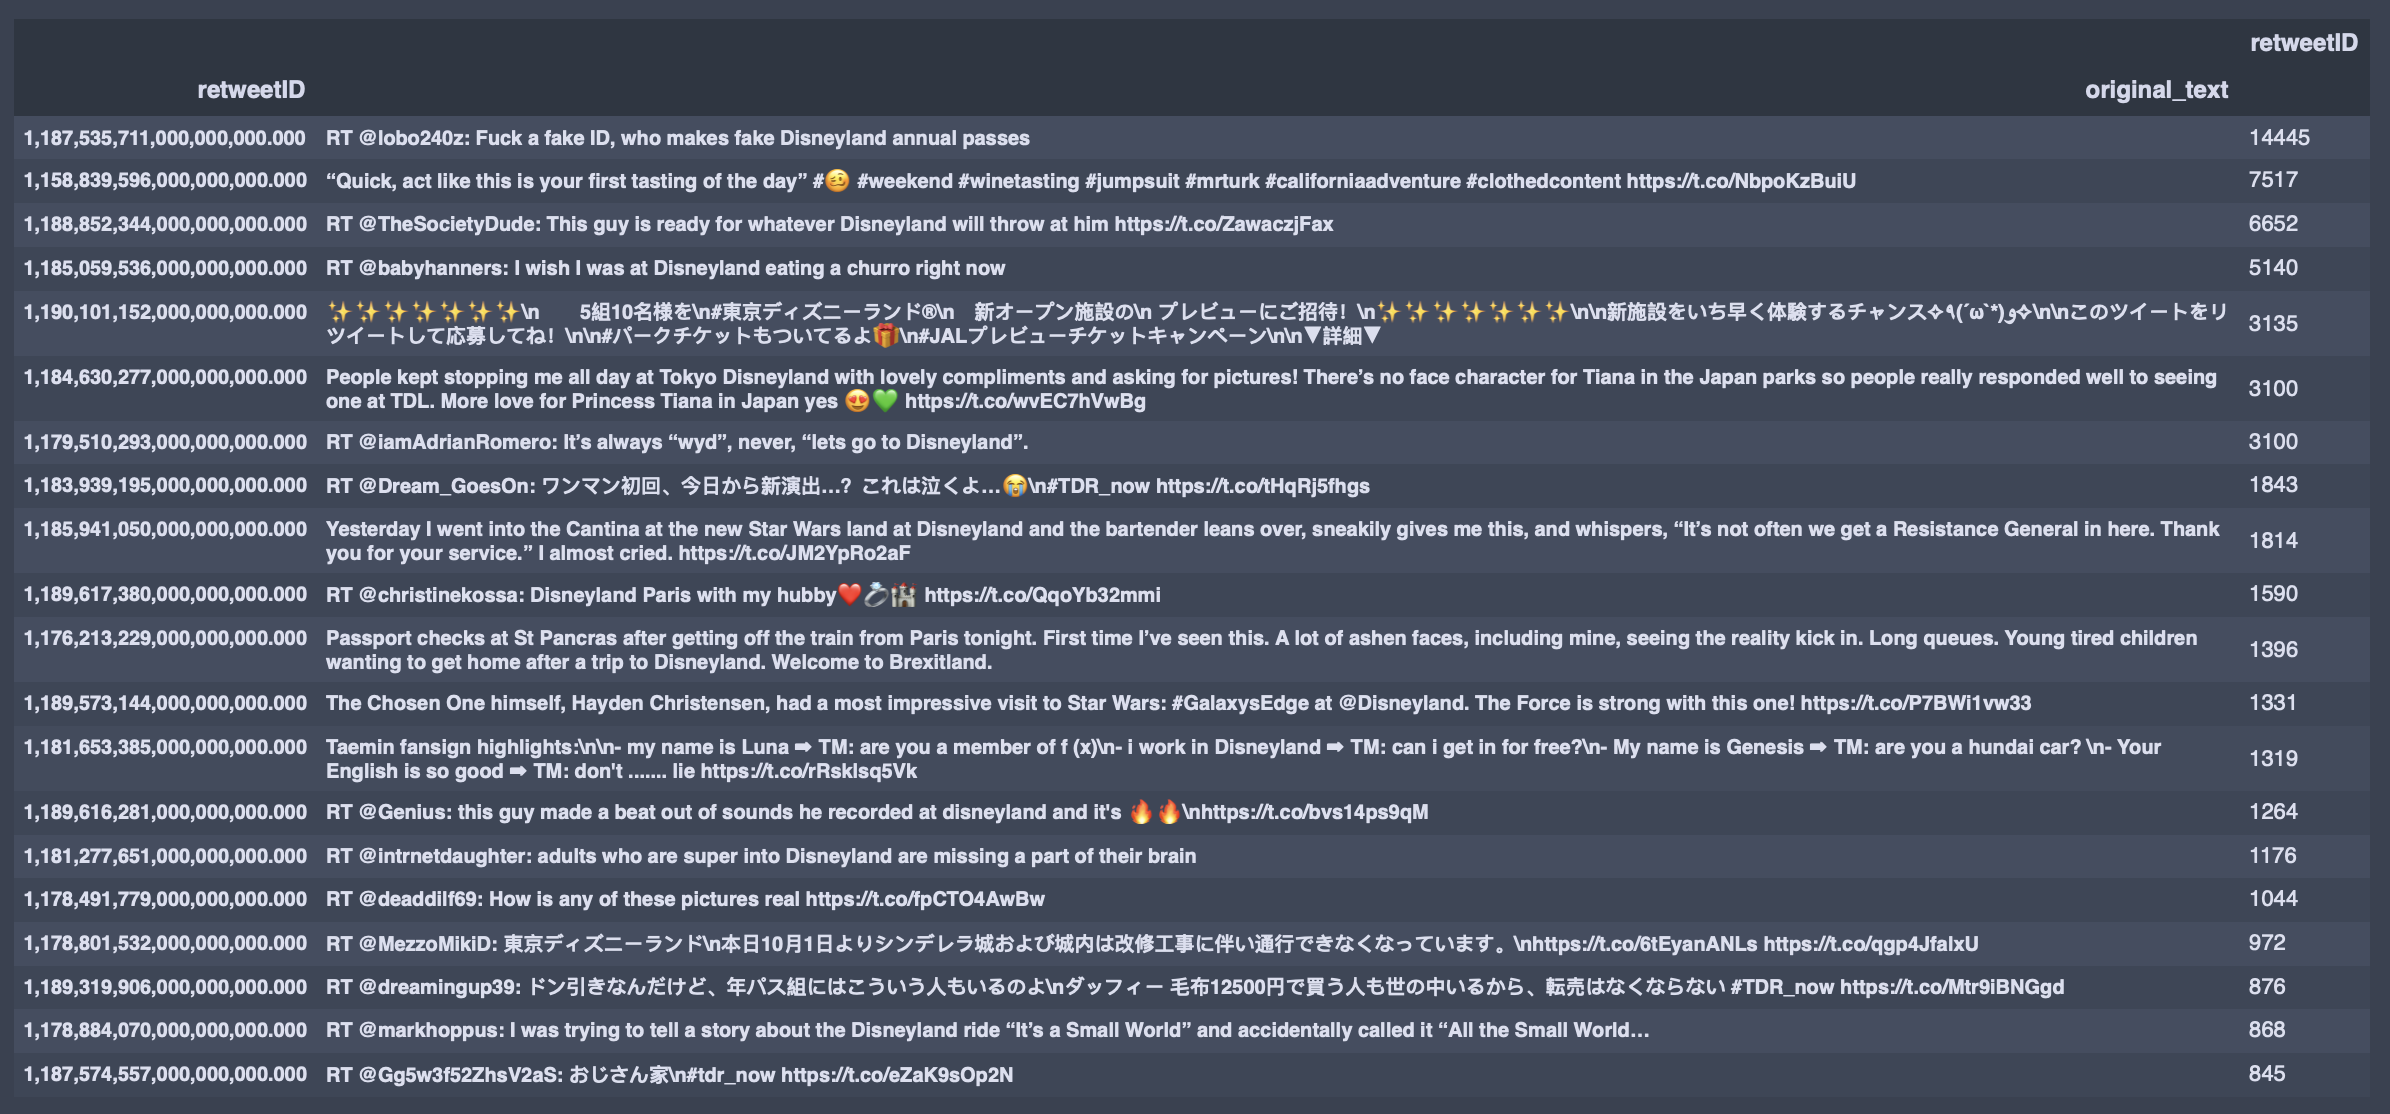 retweetID
retweetID original_text
1,187,535,711,000,000,000.000 RT @lobo240z: Fuck a fake ID, who makes fake Disneyland annual passes 14445
1,158,839,596,000,000,000.000 “Quick, act like this is your first tasting of the day” #🥴 #weekend #winetasting #jumpsuit #mrturk #californiaadventure #clothedcontent https://t.co/NbpoKzBuiU 7517
1,188,852,344,000,000,000.000 RT @TheSocietyDude: This guy is ready for whatever Disneyland will throw at him https://t.co/ZawaczjFax 6652
1,185,059,536,000,000,000.000 RT @babyhanners: I wish I was at Disneyland eating a churro right now 5140
1,190,101,152,000,000,000.000 ✨✨✨✨✨✨✨\n　　5組10名様を\n#東京ディズニーランド®\n　新オープン施設の\n プレビューにご招待！\n✨✨✨✨✨✨✨\n\n新施設をいち早く体験するチャンス✧٩(´ω`*)و✧\n\nこのツイートをリ
ツイートして応募してね！\n\n#パークチケットもついてるよ🎁\n#JALプレビューチケットキャンペーン\n\n▼詳細▼ 3135
1,184,630,277,000,000,000.000 People kept stopping me all day at Tokyo Disneyland with lovely compliments and asking for pictures! There’s no face character for Tiana in the Japan parks so people really responded well to seeing
one at TDL. More love for Princess Tiana in Japan yes 😍💚 https://t.co/wvEC7hVwBg 3100
1,179,510,293,000,000,000.000 RT @iamAdrianRomero: It’s always “wyd”, never, “lets go to Disneyland”. 3100
1,183,939,195,000,000,000.000 RT @Dream_GoesOn: ワンマン初回、今日から新演出…？これは泣くよ…😭\n#TDR_now https://t.co/tHqRj5fhgs 1843
1,185,941,050,000,000,000.000 Yesterday I went into the Cantina at the new Star Wars land at Disneyland and the bartender leans over, sneakily gives me this, and whispers, “It’s not often we get a Resistance General in here. Thank
you for your service.” I almost cried. https://t.co/JM2YpRo2aF 1814
1,189,617,380,000,000,000.000 RT @christinekossa: Disneyland Paris with my hubby❤️💍🏰 https://t.co/QqoYb32mmi 1590
1,176,213,229,000,000,000.000 Passport checks at St Pancras after getting off the train from Paris tonight. First time I’ve seen this. A lot of ashen faces, including mine, seeing the reality kick in. Long queues. Young tired children
wanting to get home after a trip to Disneyland. Welcome to Brexitland. 1396
1,189,573,144,000,000,000.000 The Chosen One himself, Hayden Christensen, had a most impressive visit to Star Wars: #GalaxysEdge at @Disneyland. The Force is strong with this one! https://t.co/P7BWi1vw33 1331
1,181,653,385,000,000,000.000 Taemin fansign highlights:\n\n- my name is Luna ➡ TM: are you a member of f (x)\n- i work in Disneyland ➡ TM: can i get in for free?\n- My name is Genesis ➡ TM: are you a hundai car? \n- Your
English is so good ➡ TM: don't ....... lie https://t.co/rRsklsq5Vk 1319
1,189,616,281,000,000,000.000 RT @Genius: this guy made a beat out of sounds he recorded at disneyland and it's 🔥🔥\nhttps://t.co/bvs14ps9qM 1264
1,181,277,651,000,000,000.000 RT @intrnetdaughter: adults who are super into Disneyland are missing a part of their brain 1176
1,178,491,779,000,000,000.000 RT @deaddilf69: How is any of these pictures real https://t.co/fpCTO4AwBw 1044
1,178,801,532,000,000,000.000 RT @MezzoMikiD: 東京ディズニーランド\n本日10月1日よりシンデレラ城および城内は改修工事に伴い通行できなくなっています。\nhttps://t.co/6tEyanANLs https://t.co/qgp4JfalxU 972
1,189,319,906,000,000,000.000 RT @dreamingup39: ドン引きなんだけど、年パス組にはこういう人もいるのよ\nダッフィー 毛布12500円で買う人も世の中いるから、転売はなくならない #TDR_now https://t.co/Mtr9iBNGgd 876
1,178,884,070,000,000,000.000 RT @markhoppus: I was trying to tell a story about the Disneyland ride “It’s a Small World” and accidentally called it “All the Small World… 868
1,187,574,557,000,000,000.000 RT @Gg5w3f52ZhsV2aS: おじさん家\n#tdr_now https://t.co/eZaK9sOp2N 845